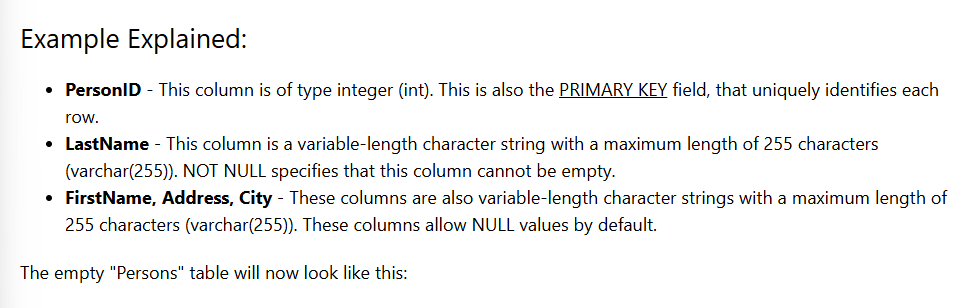 Example Explained:
• PersonID - This column is of type integer (int). This is also the PRIMARY KEY field, that uniquely identifies each
row.
• LastName - This column is a variable-length character string with a maximum length of 255 characters
(varchar(255)). NOT NULL specifies that this column cannot be empty.
• FirstName, Address, City - These columns are also variable-length character strings with a maximum length of
255 characters (varchar(255)). These columns allow NULL values by default.
The empty "Persons" table will now look like this: